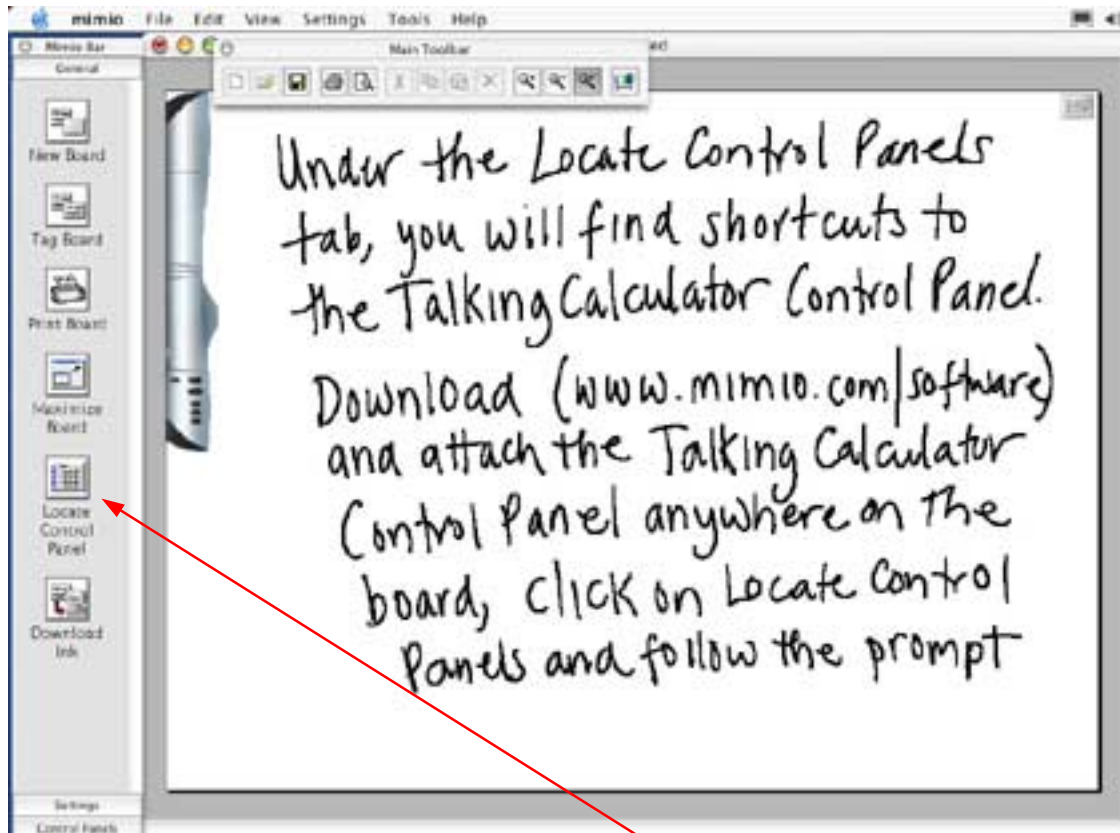 mimio File Edit View Settings Tools Help
Mimio Bar
Main Toolbar
General
New Board
Tag Board
Print Board
Maximize
Board
Locate
Control
Panel
Download
Ink
Settings
Control Panels
Under the Locate Control Panels
tab, you will find shortcuts to
the Talking Calculator Control Panel.
Download (www.mimio.com/software)
and attach the Talking Calculator
Control Panel anywhere on the
board, click on Locate Control
Panels and follow the prompt